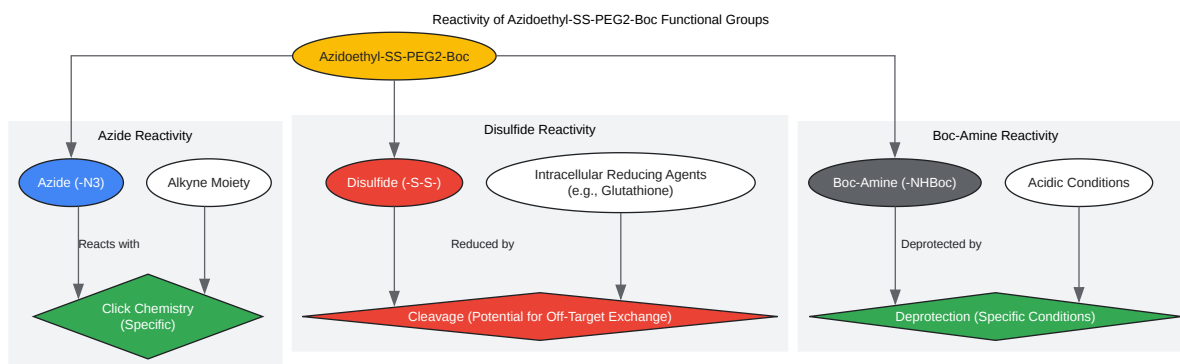 Reactivity of Azidoethyl-SS-PEG2-Boc Functional Groups
Azidoethyl-SS-PEG2-Boc
Azide Reactivity
Azide (-N3)
Alkyne Moiety
Reacts with
Click Chemistry
(Specific)
Disulfide Reactivity
Disulfide (-S-S-)
Intracellular Reducing Agents
(e.g., Glutathione)
Reduced by
Cleavage (Potential for Off-Target Exchange)
Boc-Amine Reactivity
Boc-Amine (-NHBoc)
Acidic Conditions
Deprotected by
Deprotection (Specific Conditions)